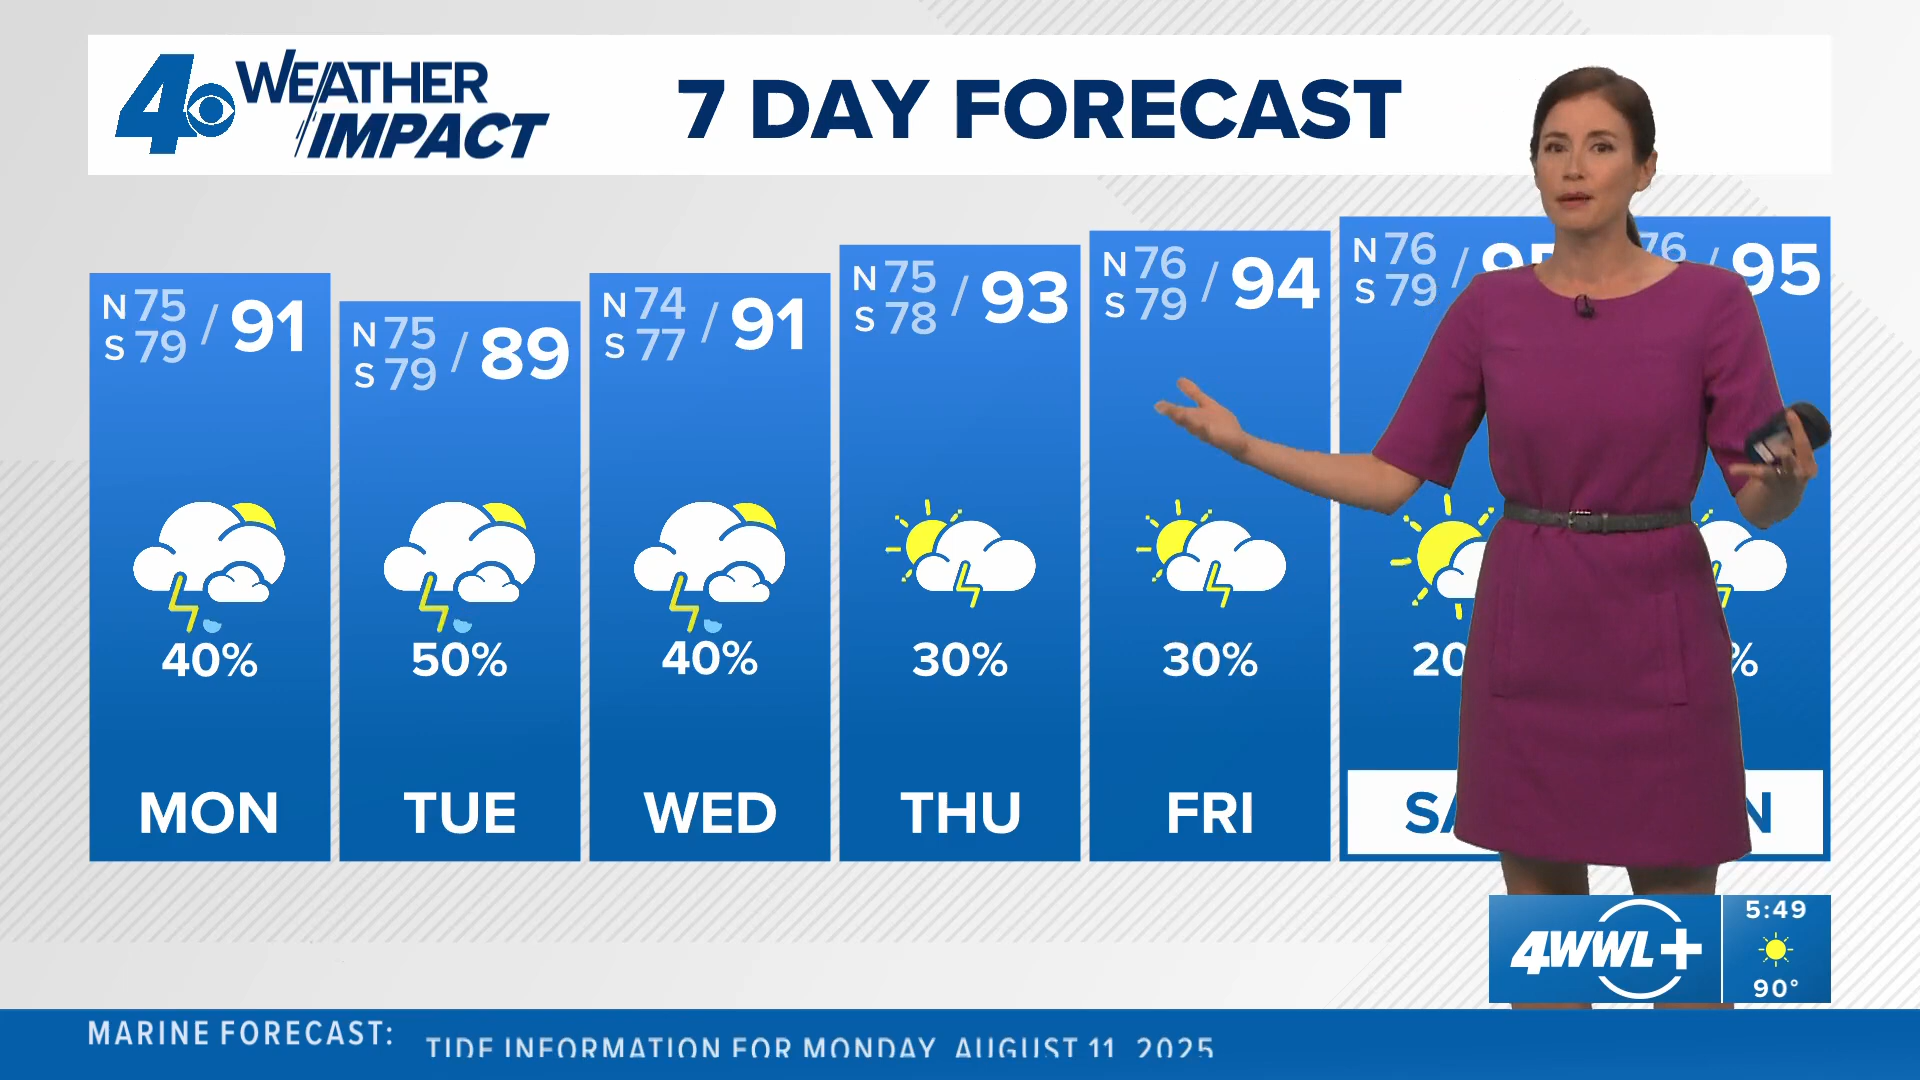 4 WEATHER IMPACT
7 DAY FORECAST
N 75 S 79 / 91
N 75 S 79 / 89
N 74 S 77 / 91
N 75 S 78 / 93
N 76 S 79 / 94
N 76 S 79 /
76 / 95
40%
50%
40%
30%
30%
20
%
MON
TUE
WED
THU
FRI
4WWL+
5:49
90°
MARINE FORECAST:
TIDE INFORMATION FOR MONDAY, AUGUST 11, 2025